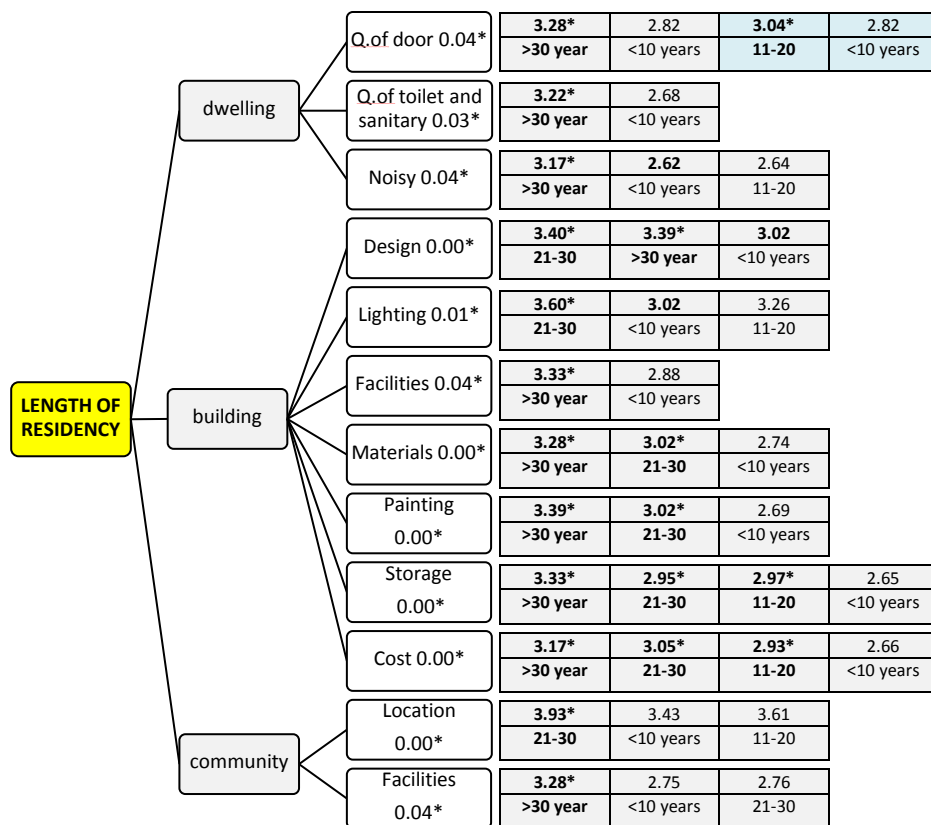 LENGTH OF
RESIDENCY
dwelling
Q.of door 0.04*
3.28* 2.82 3.04* 2.82
>30 year <10 years 11-20 <10 years
Q.of toilet and
sanitary 0.03*
3.22* 2.68
>30 year <10 years
Noisy 0.04*
3.17* 2.62 2.64
>30 year <10 years 11-20
building
Design 0.00*
3.40* 3.39* 3.02
21-30 >30 year <10 years
Lighting 0.01*
3.60* 3.02 3.26
21-30 <10 years 11-20
Facilities 0.04*
3.33* 2.88
>30 year <10 years
Materials 0.00*
3.28* 3.02* 2.74
>30 year 21-30 <10 years
Painting
0.00*
3.39* 3.02* 2.69
>30 year 21-30 <10 years
Storage
0.00*
3.33* 2.95* 2.97* 2.65
>30 year 21-30 11-20 <10 years
Cost 0.00*
3.17* 3.05* 2.93* 2.66
>30 year 21-30 11-20 <10 years
community
Location
0.00*
3.93* 3.43 3.61
21-30 <10 years 11-20
Facilities
0.04*
3.28* 2.75 2.76
>30 year <10 years 21-30